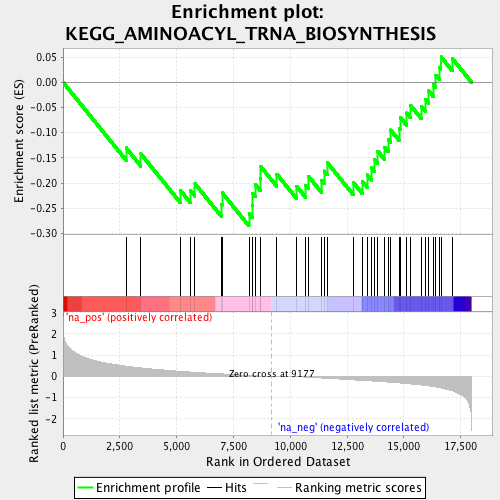 Enrichment plot:
KEGG_AMINOACYL_TRNA_BIOSYNTHESIS
Enrichment score (ES)
0.05
0.00
-0.05
-0.10
-0.15
-0.20
-0.25
-0.30
'na_pos' (positively correlated)
Ranked list metric (PreRanked)
3
2
1
0
-1
-2
Zero cross at 9177
'na_neg' (negatively correlated)
0
2,500
5,000
7,500
10,000
12,500
15,000
17,500
Rank in Ordered Dataset
Enrichment profile
Hits
Ranking metric scores